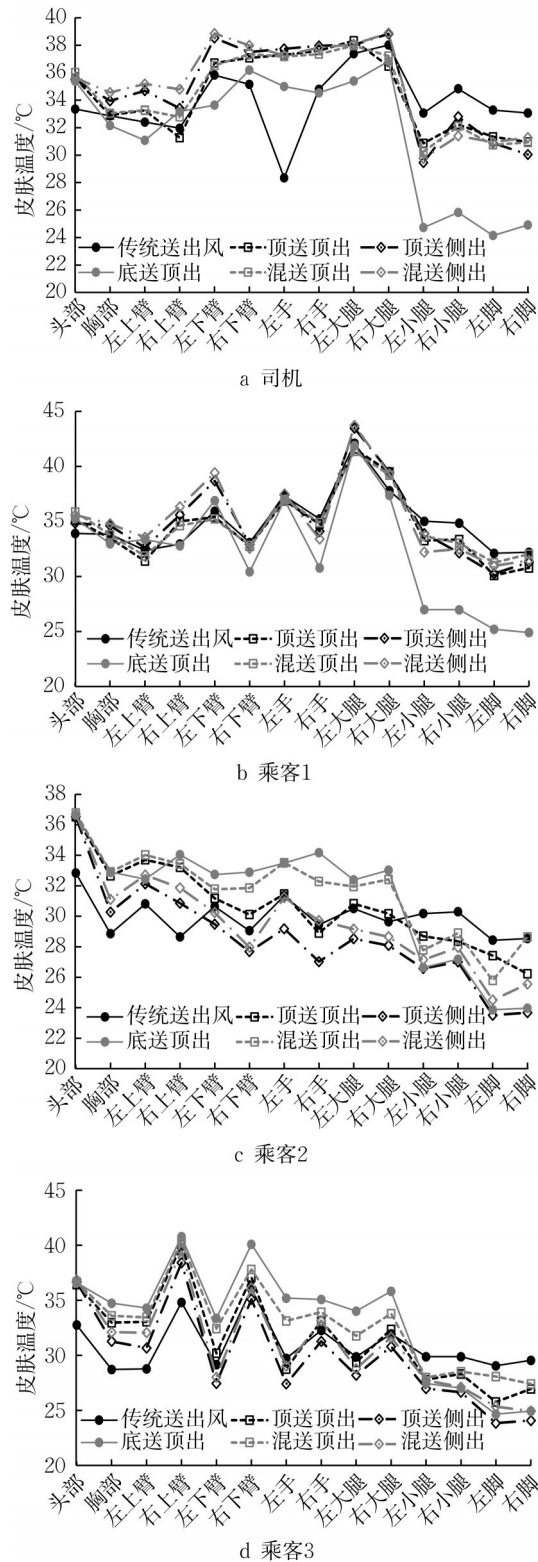 40
38
36
34
32
30
28
26
24
22
20
皮肤温度/℃
传统送出风 顶送顶出 顶送侧出
底送顶出 混送顶出 混送侧出
头部 胸部 左上臂 右上臂 左下臂 右下臂 左手 右手 左大腿 右大腿 左小腿 右小腿 左脚 右脚
a 司机
45
40
35
30
25
20
皮肤温度/℃
传统送出风 顶送顶出 顶送侧出
底送顶出 混送顶出 混送侧出
头部 胸部 左上臂 右上臂 左下臂 右下臂 左手 右手 左大腿 右大腿 左小腿 右小腿 左脚 右脚
b 乘客1
38
36
34
32
30
28
26
24
22
20
皮肤温度/℃
传统送出风 顶送顶出 顶送侧出
底送顶出 混送顶出 混送侧出
头部 胸部 左上臂 右上臂 左下臂 右下臂 左手 右手 左大腿 右大腿 左小腿 右小腿 左脚 右脚
c 乘客2
45
40
35
30
25
20
皮肤温度/℃
传统送出风 顶送顶出 顶送侧出
底送顶出 混送顶出 混送侧出
头部 胸部 左上臂 右上臂 左下臂 右下臂 左手 右手 左大腿 右大腿 左小腿 右小腿 左脚 右脚
d 乘客3